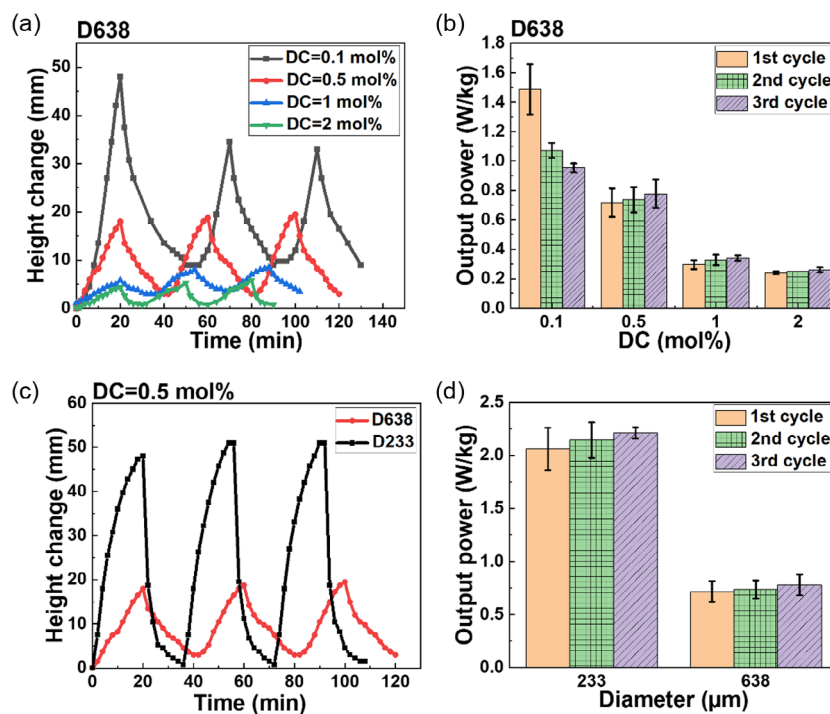 (a)
D638
DC=0.1 mol%
DC=0.5 mol%
DC=1 mol%
DC=2 mol%
Height change (mm)
50
40
30
20
10
0
0 20 40 60 80 100 120 140
Time (min)
(b)
D638
1st cycle
2nd cycle
3rd cycle
Output power (W/kg)
1.8
1.6
1.4
1.2
1.0
0.8
0.6
0.4
0.2
0.0
0.1 0.5 1 2
DC (mol%)
(c)
DC=0.5 mol%
D638
D233
Height change (mm)
60
50
40
30
20
10
0
0 20 40 60 80 100 120 140
Time (min)
(d)
1st cycle
2nd cycle
3rd cycle
Output power (W/kg)
2.5
2.0
1.5
1.0
0.5
0.0
233 638
Diameter (µm)